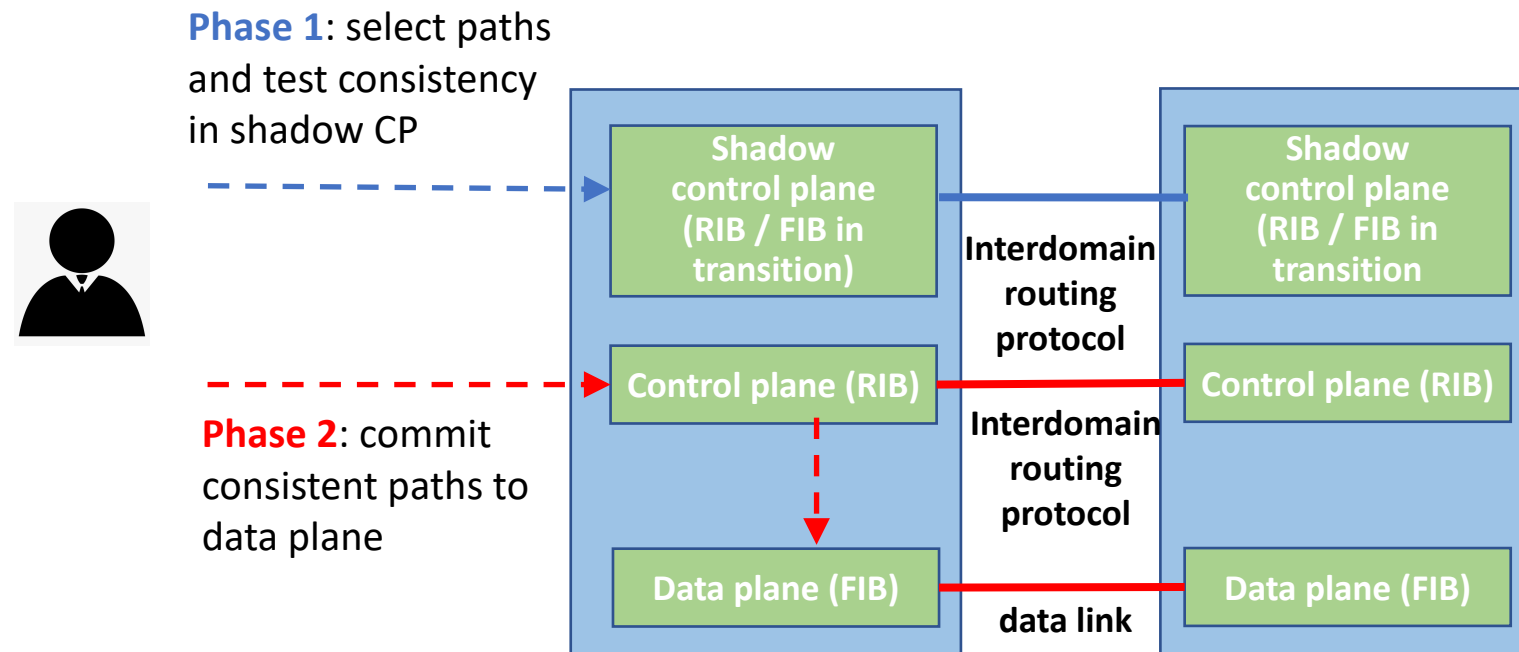 Phase 1: select paths
and test consistency
in shadow CP
Shadow
control plane
(RIB / FIB in
transition)
Interdomain
routing
protocol
Shadow
control plane
(RIB / FIB in
transition
Control plane (RIB)
Control plane (RIB)
Phase 2: commit
consistent paths to
data plane
Interdomain
routing
protocol
Data plane (FIB)
data link
Data plane (FIB)